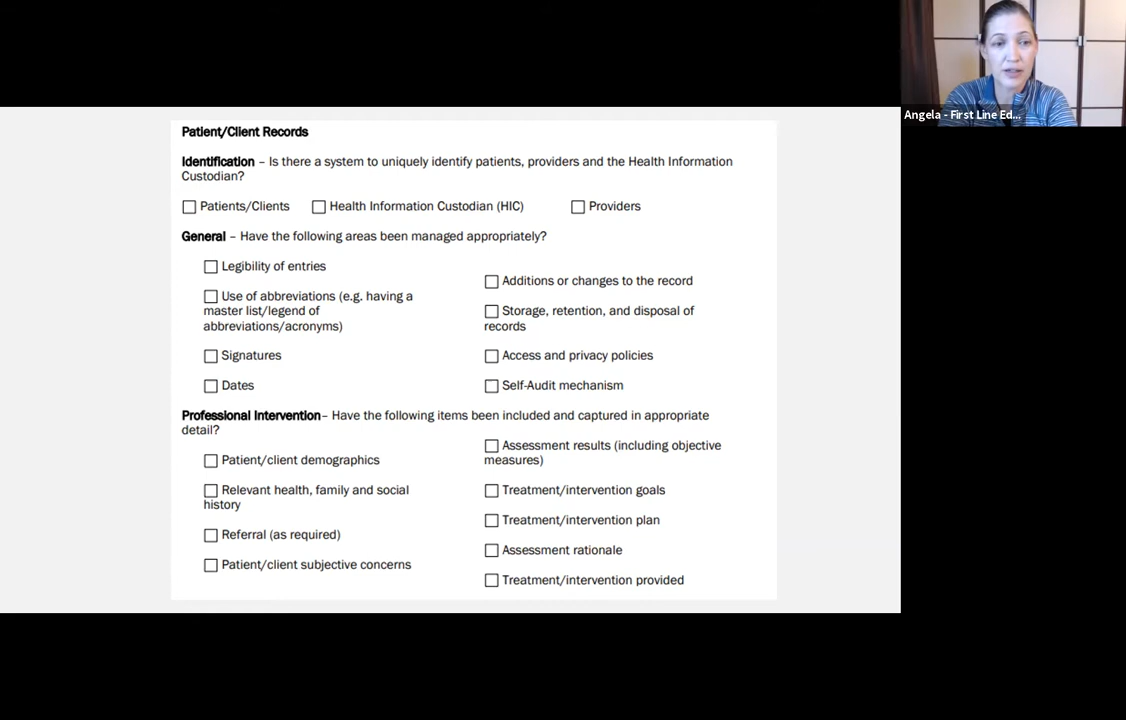 Patient/Client Records
Identification – Is there a system to uniquely identify patients, providers and the Health Information
Custodian?
Patients/Clients
Health Information Custodian (HIC)
Providers
General – Have the following areas been managed appropriately?
Legibility of entries
Use of abbreviations (e.g. having a
master list/legend of
abbreviations/acronyms)
Signatures
Dates
Additions or changes to the record
Storage, retention, and disposal of
records
Access and privacy policies
Self-Audit mechanism
Professional Intervention– Have the following items been included and captured in appropriate
detail?
Patient/client demographics
Relevant health, family and social
history
Referral (as required)
Patient/client subjective concerns
Assessment results (including objective
measures)
Treatment/intervention goals
Treatment/intervention plan
Assessment rationale
Treatment/intervention provided
Angela - First Line Ed...